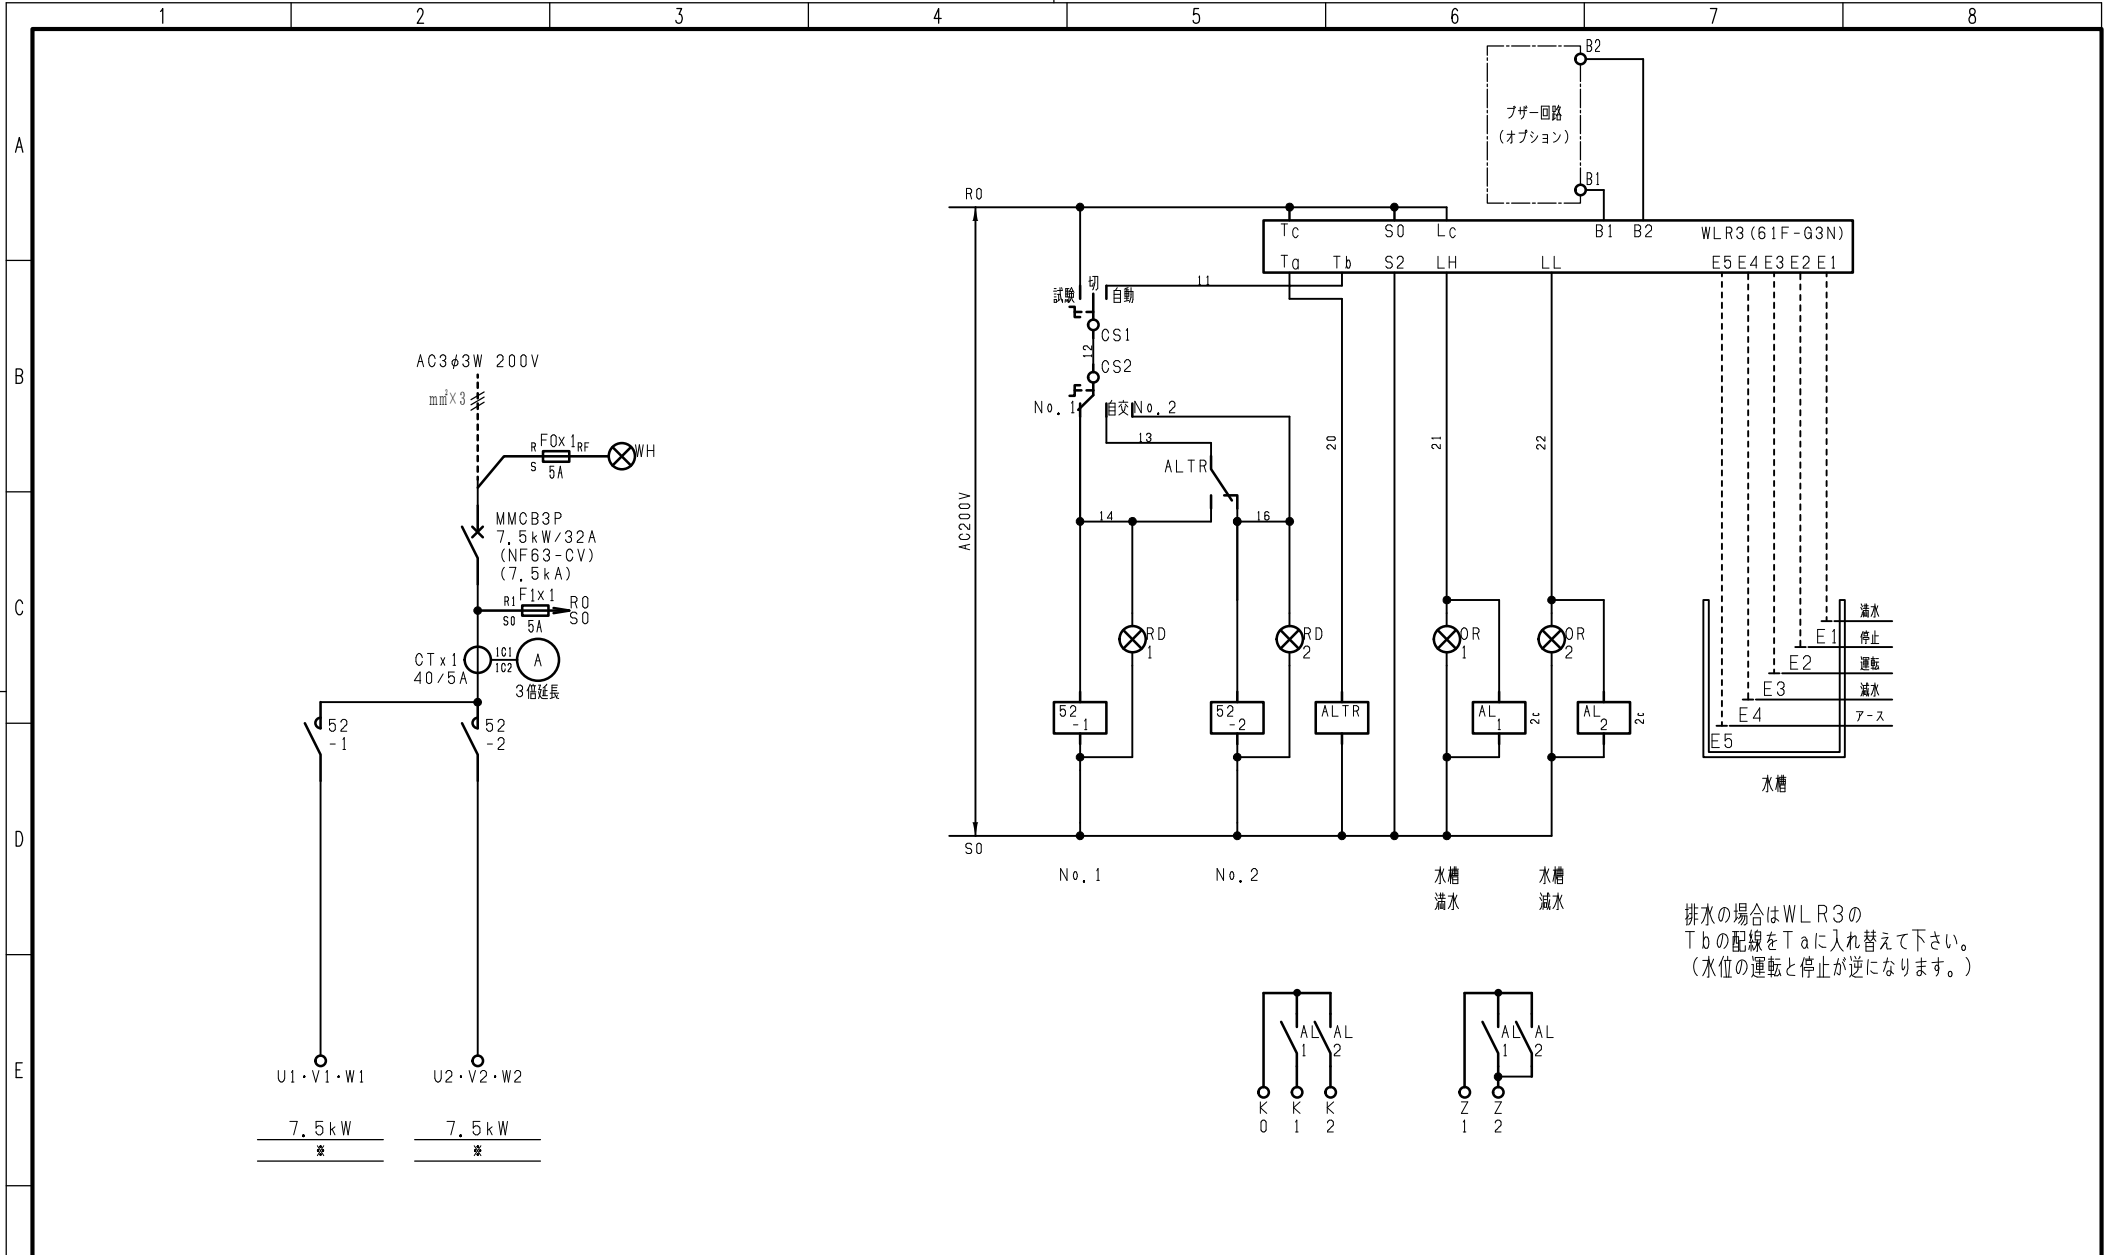 1 2 3 4 5 6 7 8
A
B
C
D
E
B2
ブザー回路
(オプション)
B1
R0
Tc S0 Lc B1 B2 WLR3(61F-G3N)
Ta Tb S2 LH LL E5 E4 E3 E2 E1
11
試験 切 自動
CS1
12
CS2
No.1 自交 No.2
13
ALTR
20
21
22
14
16
AC200V
RD
1
RD
2
OR
1
OR
2
52
-1
52
-2
ALTR
AL
1
2c
AL
2
2c
S0
No.1
No.2
水槽
満水
水槽
減水
満水
E1 停止
E2 運転
E3 減水
E4 アース
E5
水槽
AC3φ3W 200V
mm²×3
R F0x1 RF WH
S 5A
MMCB3P
7.5kW/32A
(NF63-CV)
(7.5kA)
R1 F1x1 R0
S0 5A S0
CTx1 1C1 A
40/5A 1C2
3倍延長
52
-1
52
-2
U1・V1・W1
U2・V2・W2
7.5kW
※
7.5kW
※
排水の場合はWLR3の
Tbの配線をTaに入れ替えて下さい。
(水位の運転と停止が逆になります。)
AL
1
AL
2
K
0
K
1
K
2
AL
1
AL
2
Z
1
Z
2